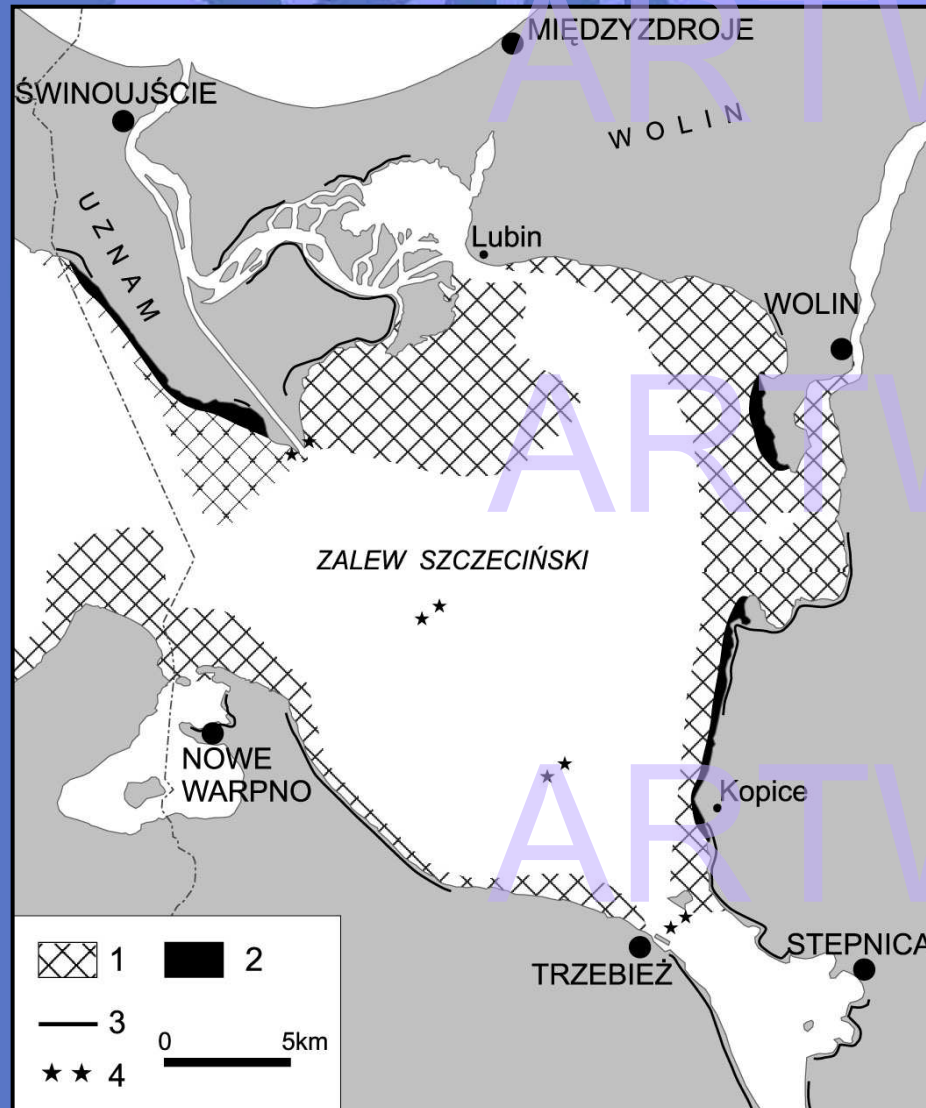 MIĘDZYZDROJE
ŚWINOUJŚCIE
WOLIN
UZNAM
Lubin
WOLIN
ZALEW SZCZECIŃSKI
NOWE
WARPNO
Kopice
STEPNICA
TRZEBIEŻ
1 2
3
0 5km
4
ARTW
ARTW
ARTW